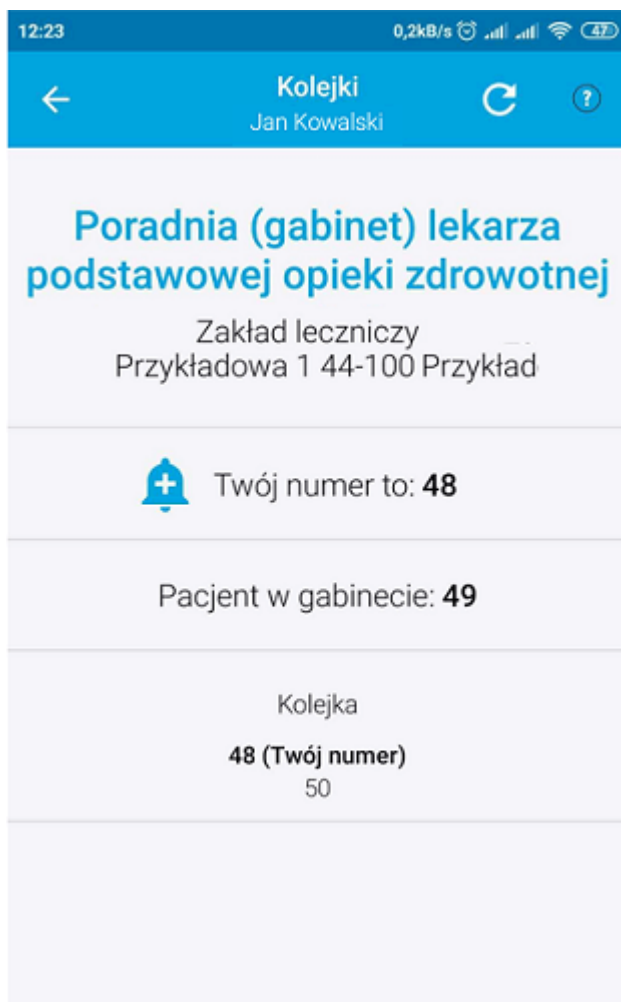 12:23 0,2kB/s 47
Kolejki
Jan Kowalski
?
Poradnia (gabinet) lekarza
podstawowej opieki zdrowotnej
Zakład leczniczy
Przykładowa 1 44-100 Przykład
Twój numer to: 48
Pacjent w gabinecie: 49
Kolejka
48 (Twój numer)
50